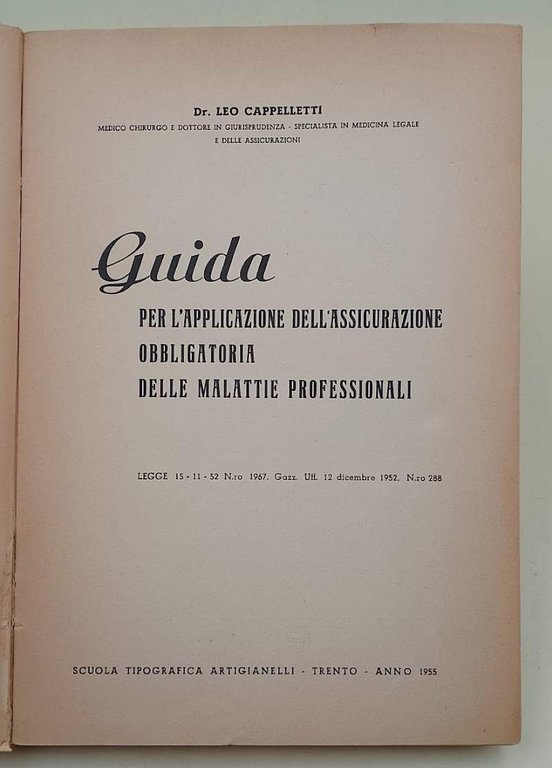 Dr. LEO CAPPELLETTI
MEDICO CHIRURGO E DOTTORE IN GIURISPRUDENZA - SPECIALISTA IN MEDICINA LEGALE
E DELLE ASSICURAZIONI
Guida
PER L'APPLICAZIONE DELL'ASSICURAZIONE
OBBLIGATORIA
DELLE MALATTIE PROFESSIONALI
LEGGE 15 - 11 - 52 N.ro 1967. Gazz. Uff. 12 dicembre 1952, N.ro 288
SCUOLA TIPOGRAFICA ARTIGIANELLI - TRENTO - ANNO 1955